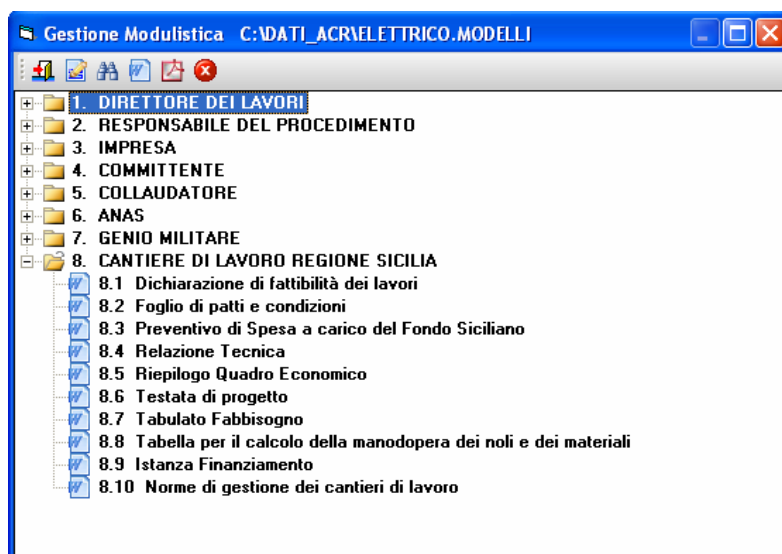 Gestione Modulistica C:\DATI_ACR\ELETTRICO.MODELLI
1. DIRETTORE DEI LAVORI
2. RESPONSABILE DEL PROCEDIMENTO
3. IMPRESA
4. COMMITTENTE
5. COLLAUDATORE
6. ANAS
7. GENIO MILITARE
8. CANTIERE DI LAVORO REGIONE SICILIA
8.1 Dichiarazione di fattibilità dei lavori
8.2 Foglio di patti e condizioni
8.3 Preventivo di Spesa a carico del Fondo Siciliano
8.4 Relazione Tecnica
8.5 Riepilogo Quadro Economico
8.6 Testata di progetto
8.7 Tabulato Fabbisogno
8.8 Tabella per il calcolo della manodopera dei noli e dei materiali
8.9 Istanza Finanziamento
8.10 Norme di gestione dei cantieri di lavoro